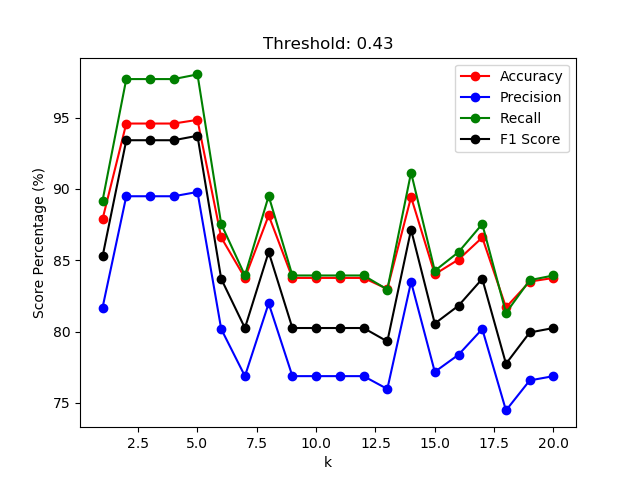 Threshold: 0.43
Accuracy
Precision
Recall
F1 Score
Score Percentage (%)
95
90
85
80
75
2.5 5.0 7.5 10.0 12.5 15.0 17.5 20.0
k